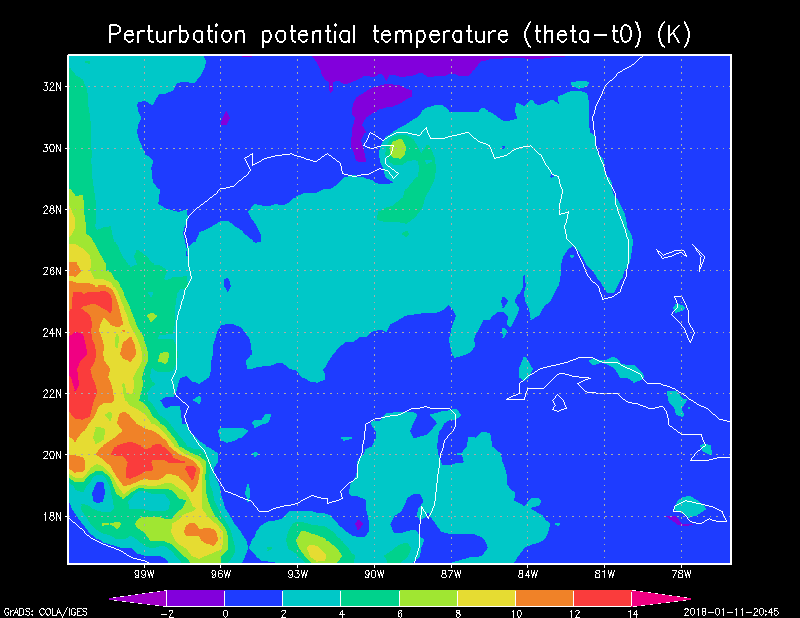 Perturbation potential temperature (theta-t0) (K)
32N
30N
28N
26N
24N
22N
20N
18N
99W 96W 93W 90W 87W 84W 81W 78W
-2 0 2 4 6 8 10 12 14
GrADS: COLA/IGES 2018-01-11-20:45